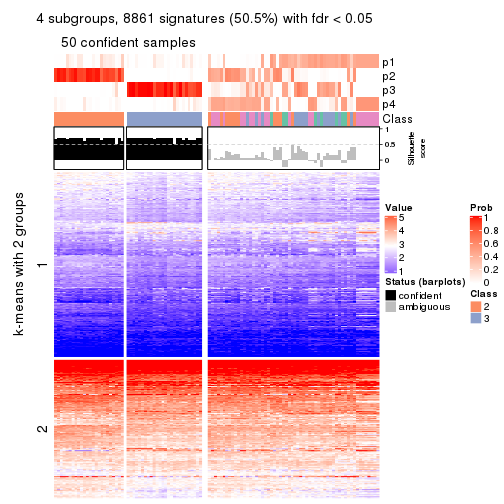 4 subgroups, 8861 signatures (50.5%) with fdr < 0.05
50 confident samples
p1
p2
p3
p4
Class
1
0.5
0
Silhouette
score
k-means with 2 groups
1
2
Value
5
4
3
2
1
Status (barplots)
confident
ambiguous
Prob
1
0.8
0.6
0.4
0.2
0
Class
2
3